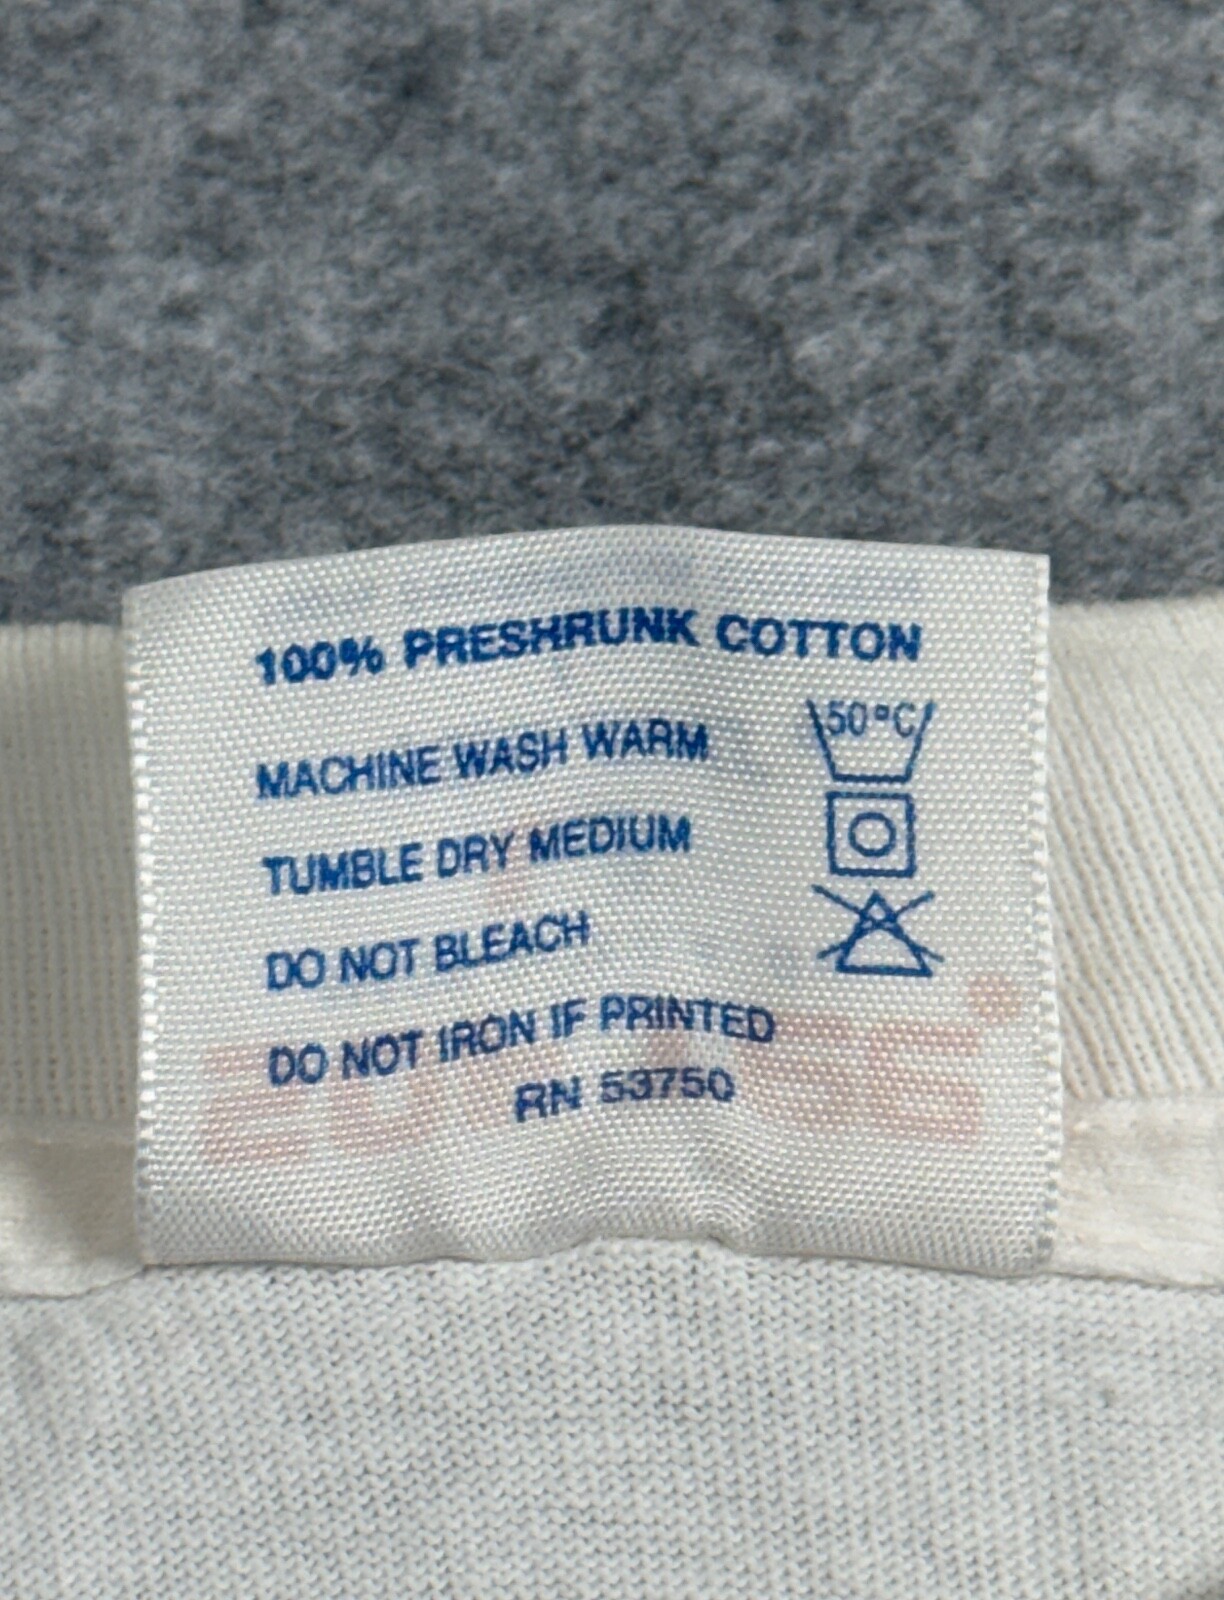 100% PRESHRUNK COTTON
50°C
MACHINE WASH WARM
TUMBLE DRY MEDIUM
DO NOT BLEACH
DO NOT IRON IF PRINTED
RN 53750